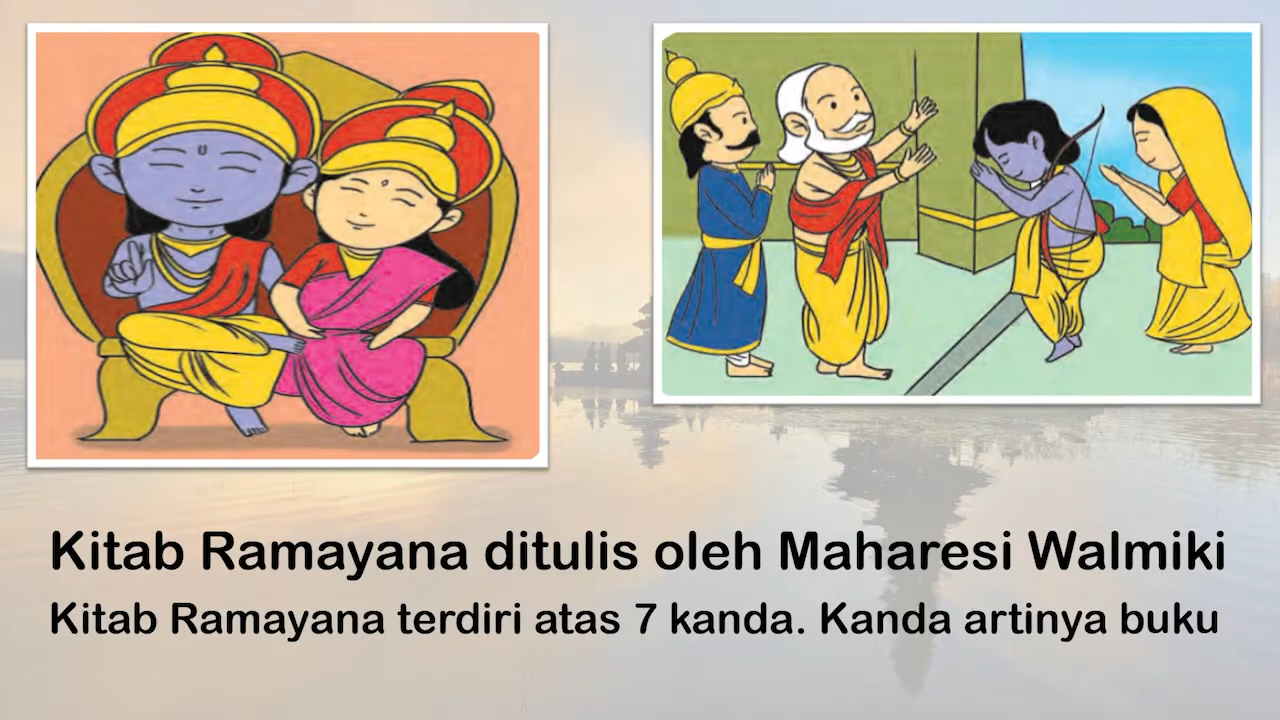 Kitab Ramayana ditulis oleh Maharesi Walmiki
Kitab Ramayana terdiri atas 7 kanda. Kanda artinya buku